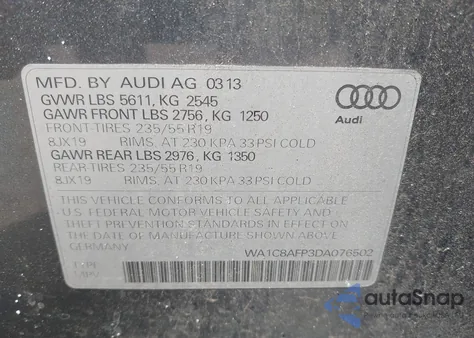 MFD. BY AUDI AG 03 13
GVWR LBS 5611, KG 2545
GAWR FRONT LBS 2756, KG 1250
FRONT-TIRES 235/55 R19
8JX19 RIMS, AT 230 KPA 33 PSI COLD
GAWR REAR LBS 2976, KG 1350
REAR-TIRES 235/55 R19
8JX19 RIMS, AT 230 KPA 33 PSI COLD
THIS VEHICLE CONFORMS TO ALL APPLICABLE
U.S. FEDERAL MOTOR VEHICLE SAFETY AND
THEFT PREVENTION STANDARDS IN EFFECT ON
THE DATE OF MANUFACTURE SHOWN ABOVE
GERMANY WA1C8AFP3DA076502
TYPE:
MPV
Audi
autoSnap